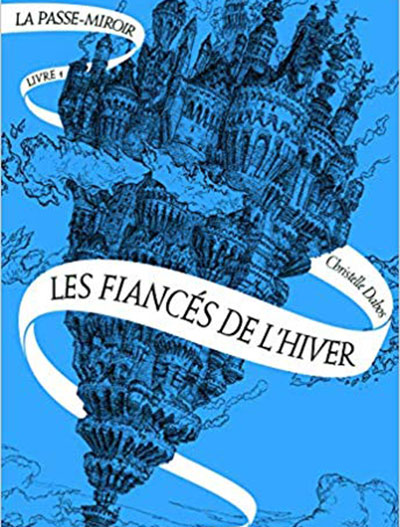 LA PASSE-MIROIR
LIVRE 1
Christelle Dabos
LES FIANCÉS DE L'HIVER